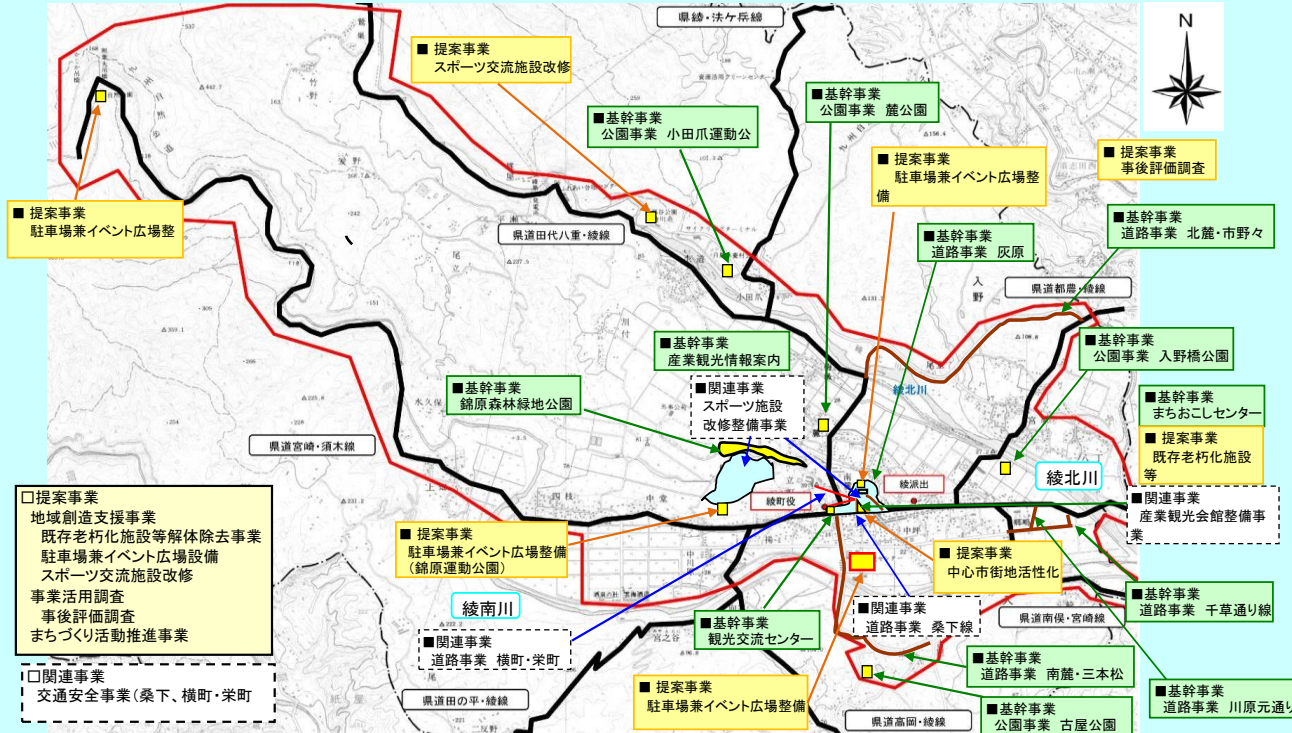 県綾・法ケ岳線
N
■ 提案事業
スポーツ交流施設改修
■基幹事業
公園事業 小田爪運動公
■基幹事業
公園事業 麓公園
■ 提案事業
駐車場兼イベント広場整
備
■ 提案事業
事後評価調査
■ 提案事業
駐車場兼イベント広場整
県道田代八重・綾線
■基幹事業
道路事業 灰原
■基幹事業
道路事業 北麓・市野々
県道都農・綾線
入野
小田爪
■基幹事業
産業観光情報案内
■基幹事業
公園事業 入野橋公園
綾北川
■基幹事業
錦原森林緑地公園
■関連事業
スポーツ施設
改修整備事業
■基幹事業
まちおこしセンター
■ 提案事業
既存老朽化施設
等
県道宮崎・須木線
綾北川
綾町役
綾派出
■関連事業
産業観光会館整備事
業
□提案事業
地域創造支援事業
既存老朽化施設等解体除去事業
駐車場兼イベント広場設備
スポーツ交流施設改修
事業活用調査
事後評価調査
まちづくり活動推進事業
四枝
中堂
■ 提案事業
駐車場兼イベント広場整備
(錦原運動公園)
■ 提案事業
中心市街地活性化
綾南川
■基幹事業
道路事業 千草通り線
■関連事業
道路事業 桑下線
県道南俣・宮崎線
■基幹事業
観光交流センター
宮之谷
■関連事業
道路事業 横町・栄町
■基幹事業
道路事業 南麓・三本松
□関連事業
交通安全事業(桑下、横町・栄町
県道田の平・綾線
■ 提案事業
駐車場兼イベント広場整備
■基幹事業
道路事業 川原元通り
県道高岡・綾線
■基幹事業
公園事業 古屋公園
二反野